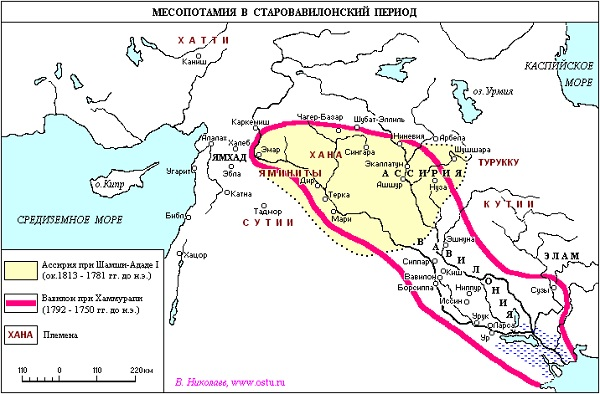 МЕСОПОТАМИЯ В СТАРОВАВИЛОНСКИЙ ПЕРИОД
ХАТТИ
Каниш
КАСПИЙСКОЕ
МОРЕ
оз. Урмия
Каркемиш
Чагер-Базар
Шубат-Эллиль
Алалах
Халеб
Эмар
Ниневия
Арбела
Шушшара
ЯМХАД
ХАНА
Сингара
ТУРУККУ
Экаллатум
АССИРИЯ
о. Кипр
Угарит
Эбла
ЯМИНИТЫ
Дир
Ашшур
Нузи
Катна
Терка
Библ
Тадмор
Мари
КУТИИ
СРЕДИЗЕМНОЕ МОРЕ
СУТИИ
Эшнуна
Хацор
ВАВИЛОНИЯ
ЭЛАМ
Сиппар
Вавилон
Киш
Борсиппа
Ниппур
Сузы
Иссин
Урук
Ларса
Ур
Ассирия при Шамши-Ададе I
(ок.1813 - 1781 гг. до н.э.)
Вавилон при Хаммурапи
(1792 - 1750 гг. до н.э.)
ХАНА
Племена
110 0 110 220км
В. Николаев, www.ostu.ru